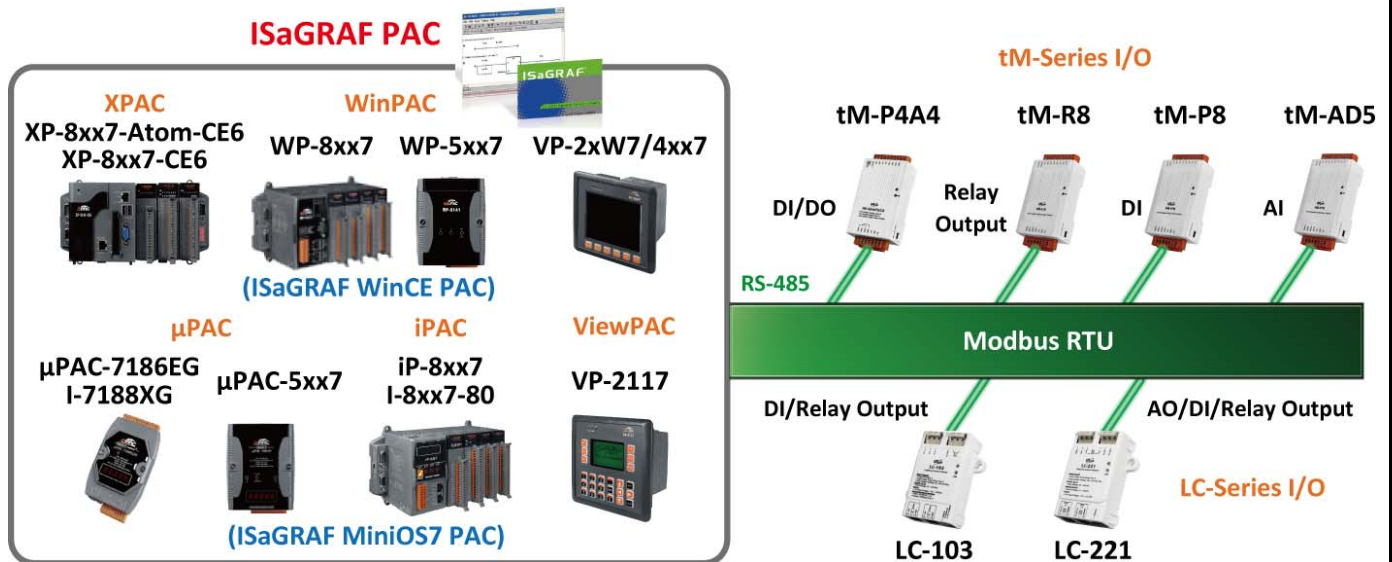 ISaGRAF PAC
ISaGRAF
XPAC
XP-8xx7-Atom-CE6
XP-8xx7-CE6
WinPAC
WP-8xx7
WP-5xx7
VP-2xW7/4xx7
(ISaGRAF WinCE PAC)
µPAC
µPAC-7186EG
I-7188XG
µPAC-5xx7
iPAC
iP-8xx7
I-8xx7-80
ViewPAC
VP-2117
(ISaGRAF MiniOS7 PAC)
tM-Series I/O
tM-P4A4
tM-R8
tM-P8
tM-AD5
DI/DO
Relay
Output
DI
AI
RS-485
Modbus RTU
DI/Relay Output
AO/DI/Relay Output
LC-Series I/O
LC-103
LC-221